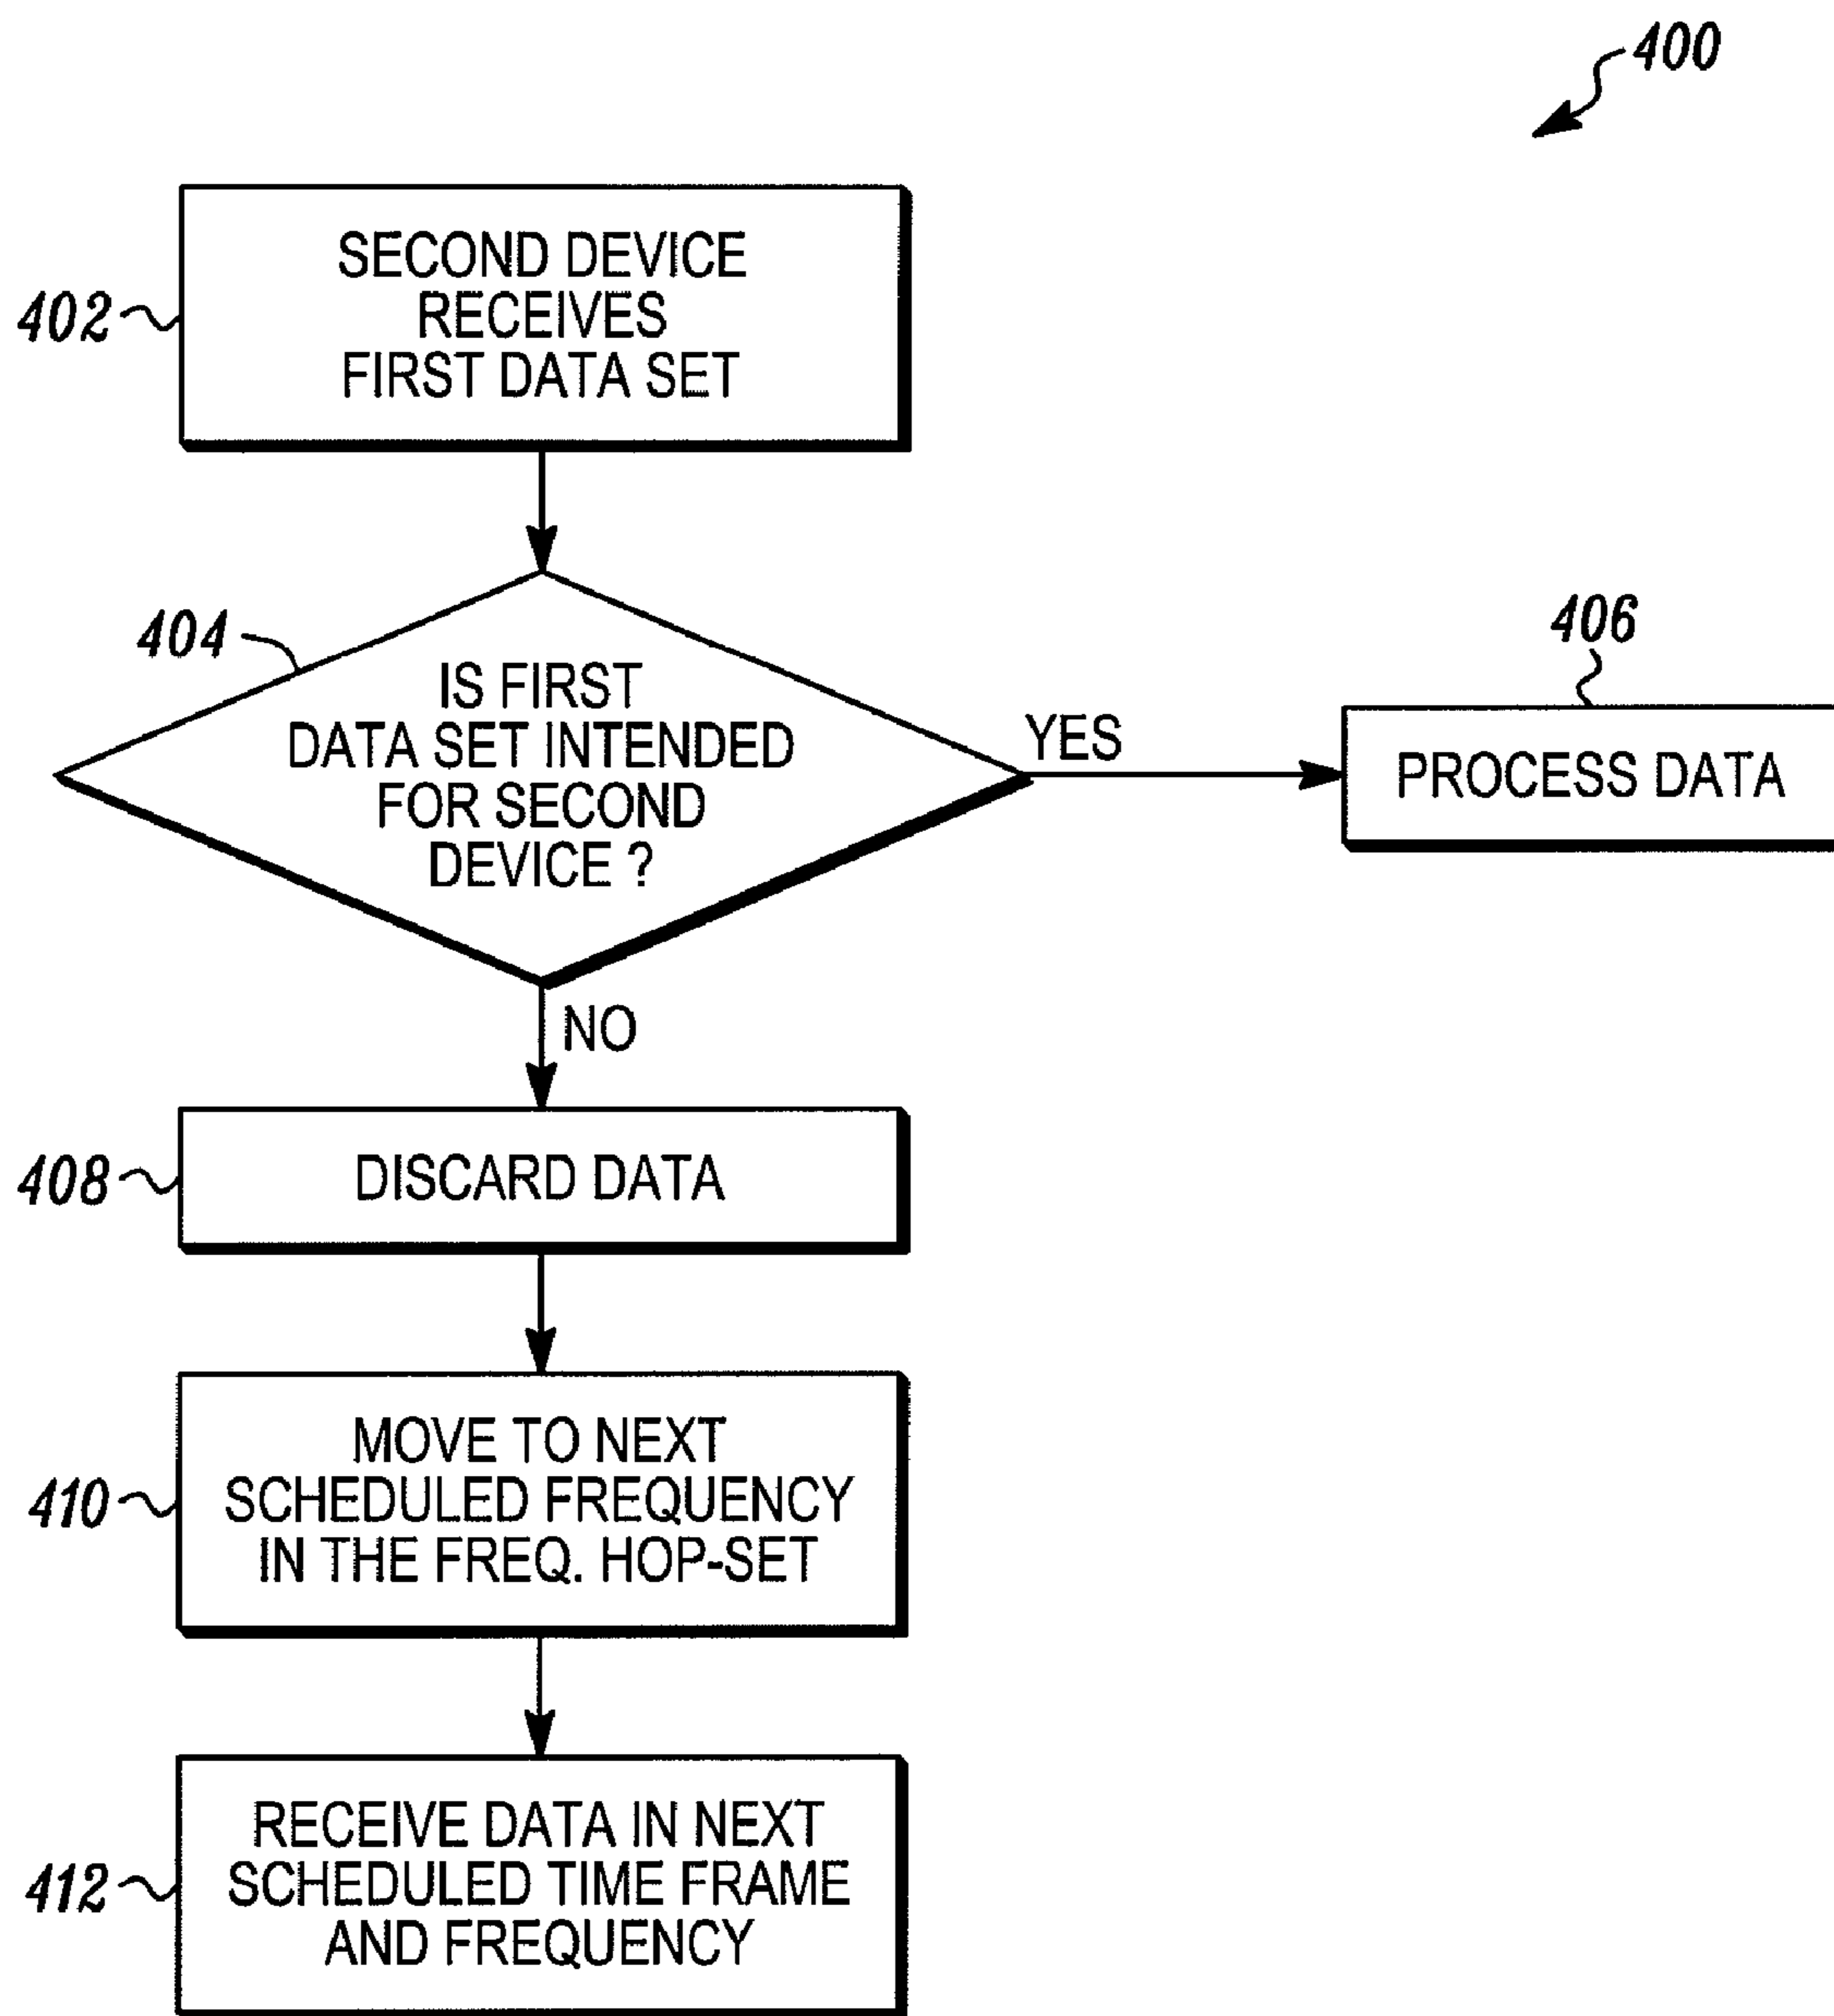 400
402
SECOND DEVICE
RECEIVES
FIRST DATA SET
404
IS FIRST
DATA SET INTENDED
FOR SECOND
DEVICE ?
YES
406
PROCESS DATA
NO
408
DISCARD DATA
410
MOVE TO NEXT
SCHEDULED FREQUENCY
IN THE FREQ. HOP-SET
412
RECEIVE DATA IN NEXT
SCHEDULED TIME FRAME
AND FREQUENCY